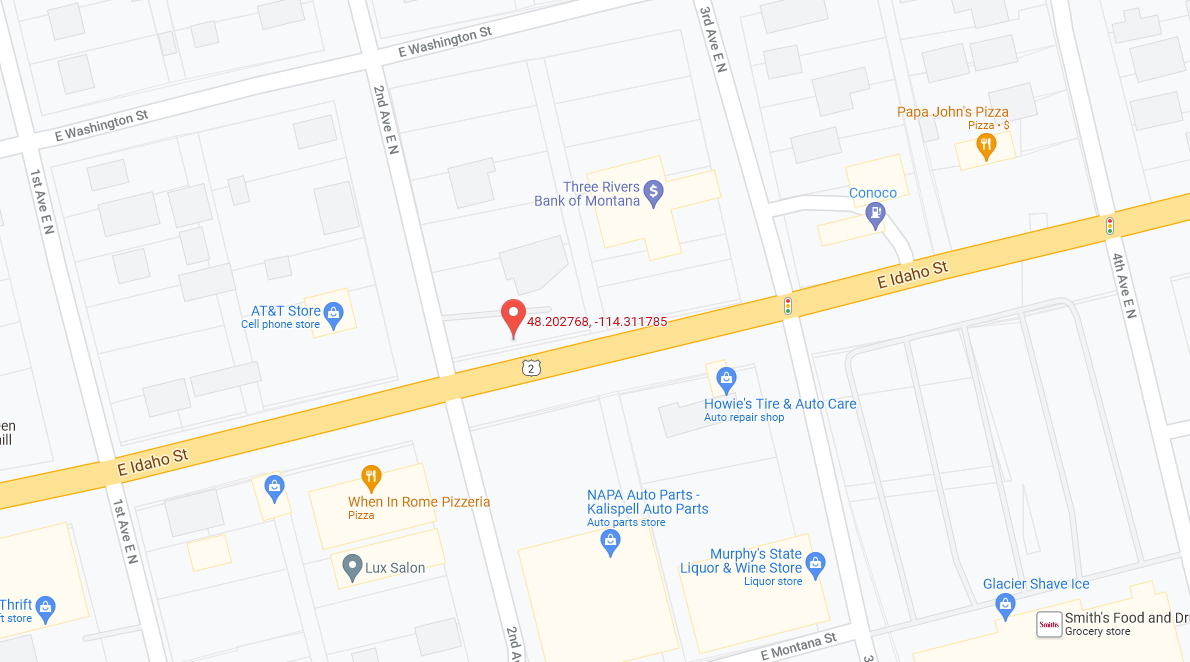 E Washington St
3rd Ave E N
E Washington St
2nd Ave E N
Papa John's Pizza
Pizza • $
1st Ave E N
Three Rivers
Bank of Montana
Conoco
E Idaho St
4th Ave E N
AT&T Store
Cell phone store
48.202768, -114.311785
2
Howie's Tire & Auto Care
Auto repair shop
E Idaho St
When In Rome Pizzeria
Pizza
NAPA Auto Parts -
Kalispell Auto Parts
Auto parts store
1st Ave E N
Murphy's State
Liquor & Wine Store
Liquor store
Lux Salon
Glacier Shave Ice
Thrift
Smiths
Smith's Food and Dr
Grocery store
2nd A
E Montana St
3